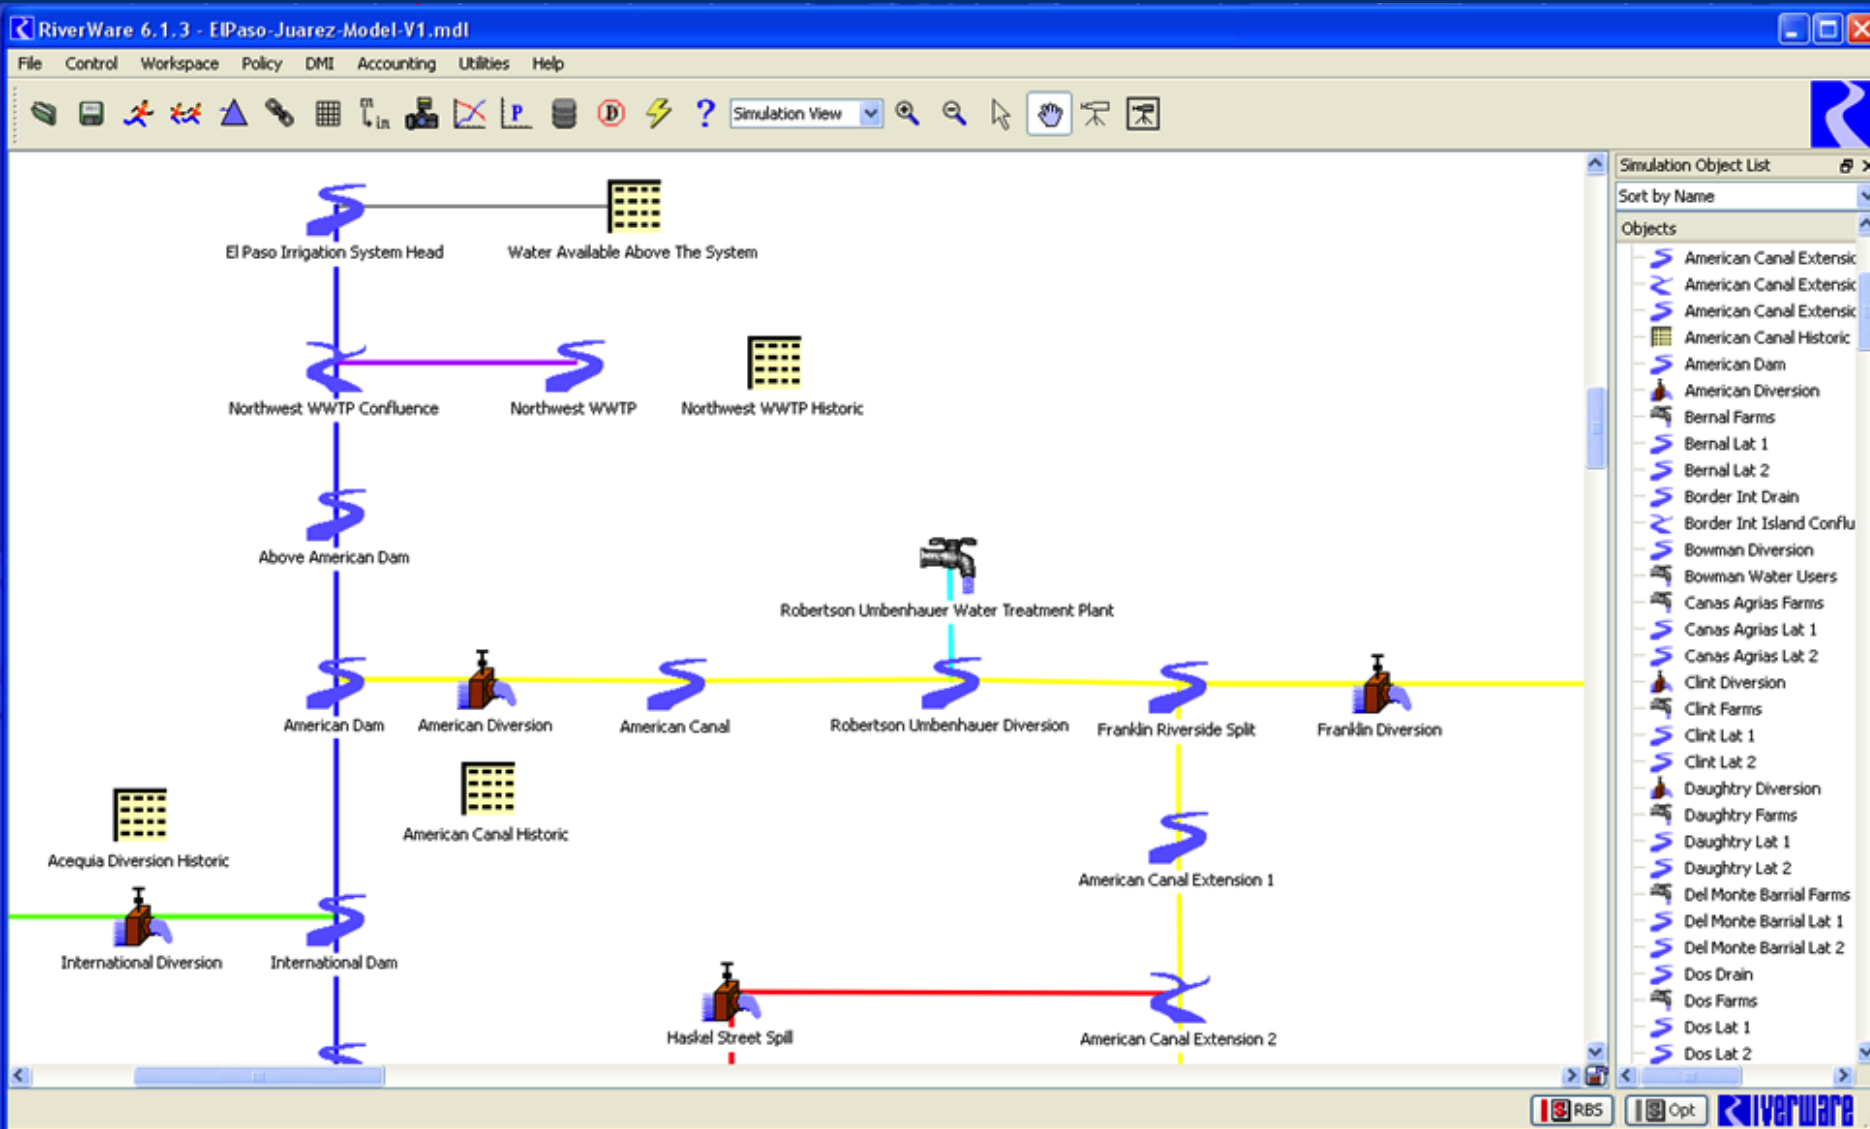 RiverWare 6.1.3 - ElPaso-Juarez-Model-V1.mdl
File Control Workspace Policy DMI Accounting Utilities Help
in P D ? Simulation View
Simulation Object List
Sort by Name
Objects
El Paso Irrigation System Head
Water Available Above The System
Northwest WWTP Confluence
Northwest WWTP
Northwest WWTP Historic
Above American Dam
Robertson Umbenhauer Water Treatment Plant
American Dam
American Diversion
American Canal
Robertson Umbenhauer Diversion
Franklin Riverside Split
Franklin Diversion
American Canal Historic
Acequia Diversion Historic
American Canal Extension 1
International Diversion
International Dam
Haskel Street Spill
American Canal Extension 2
American Canal Extensic
American Canal Extensic
American Canal Extensic
American Canal Historic
American Dam
American Diversion
Bernal Farms
Bernal Lat 1
Bernal Lat 2
Border Int Drain
Border Int Island Conflu
Bowman Diversion
Bowman Water Users
Canas Agrias Farms
Canas Agrias Lat 1
Canas Agrias Lat 2
Clint Diversion
Clint Farms
Clint Lat 1
Clint Lat 2
Daughtry Diversion
Daughtry Farms
Daughtry Lat 1
Daughtry Lat 2
Del Monte Barrial Farms
Del Monte Barrial Lat 1
Del Monte Barrial Lat 2
Dos Drain
Dos Farms
Dos Lat 1
Dos Lat 2
S RBS
S Opt
Riverware